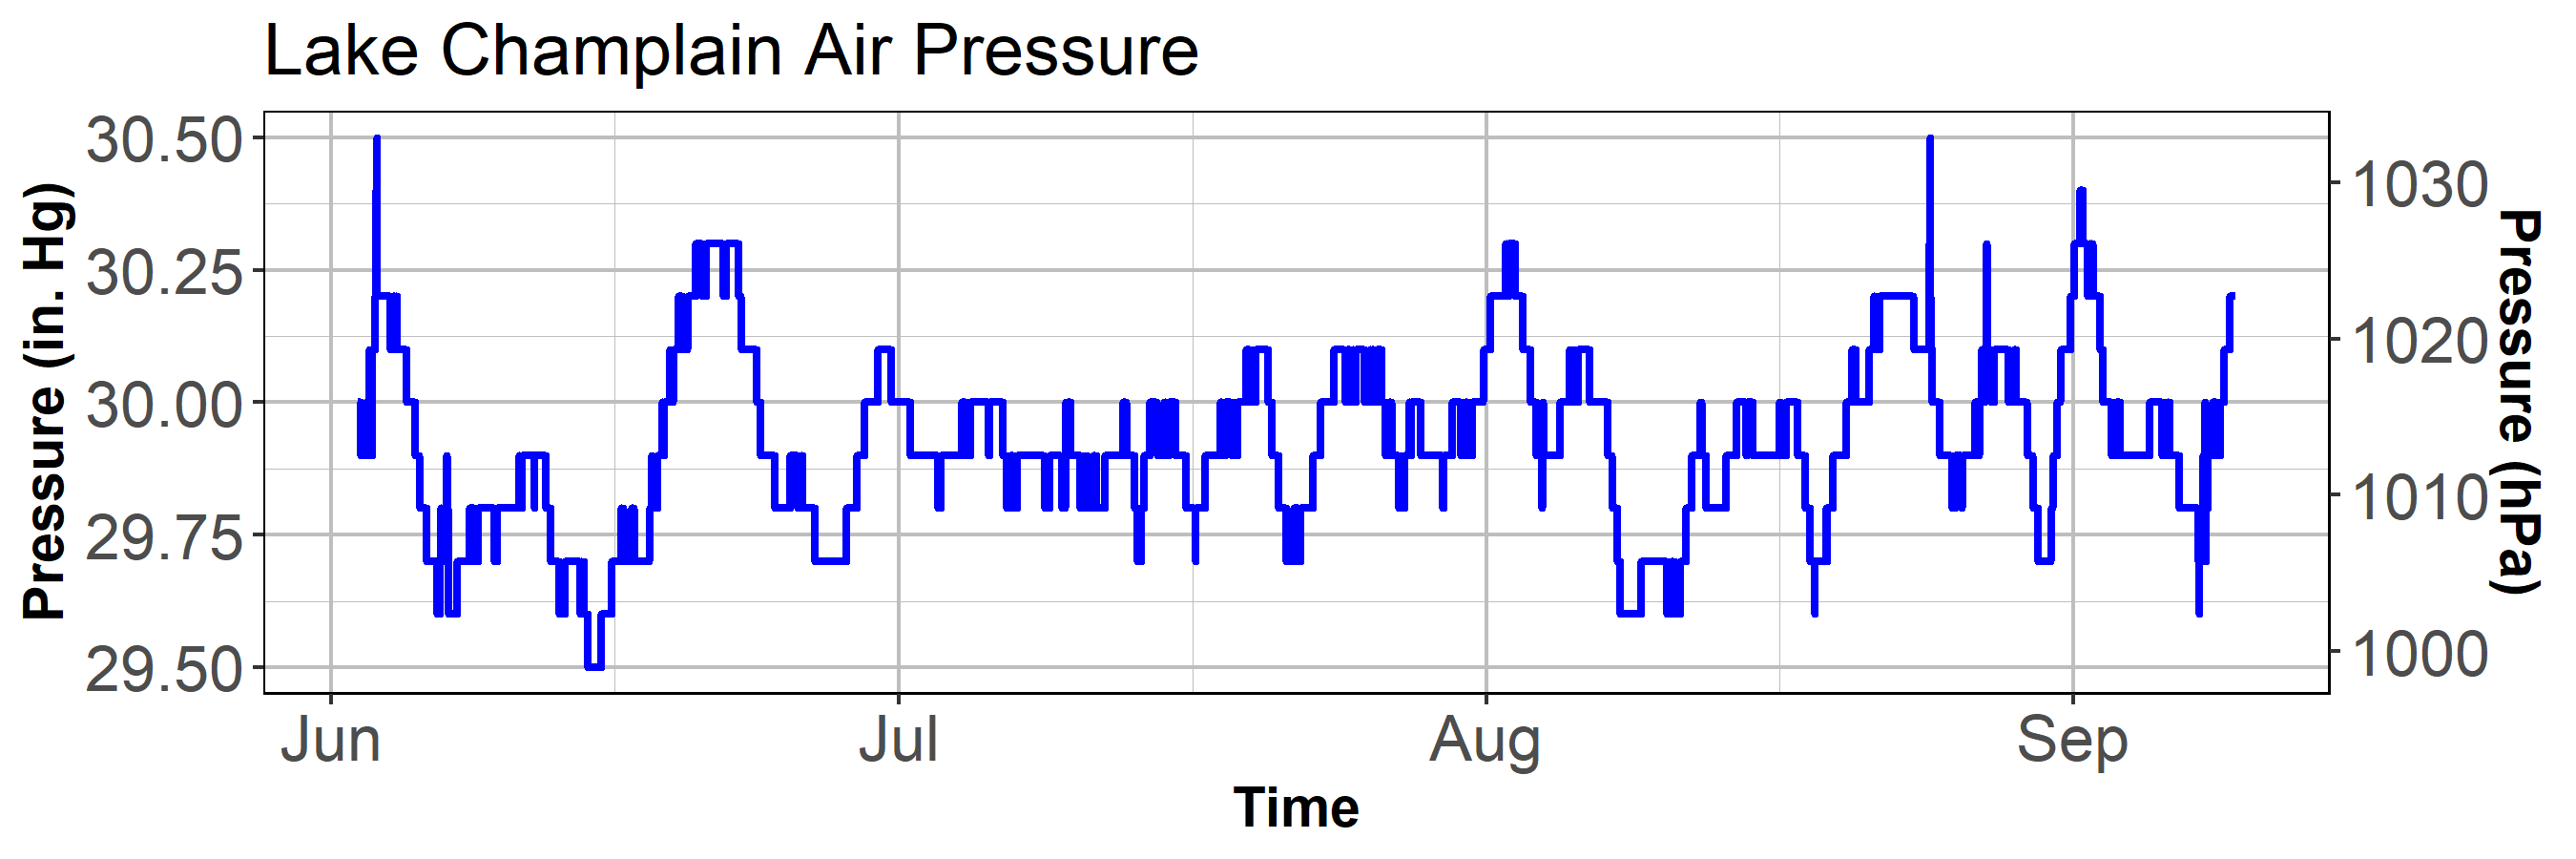 Lake Champlain Air Pressure
Pressure (in. Hg)
30.50
30.25
30.00
29.75
29.50
1030
1020
1010
1000
Pressure (hPa)
Jun Jul Aug Sep
Time